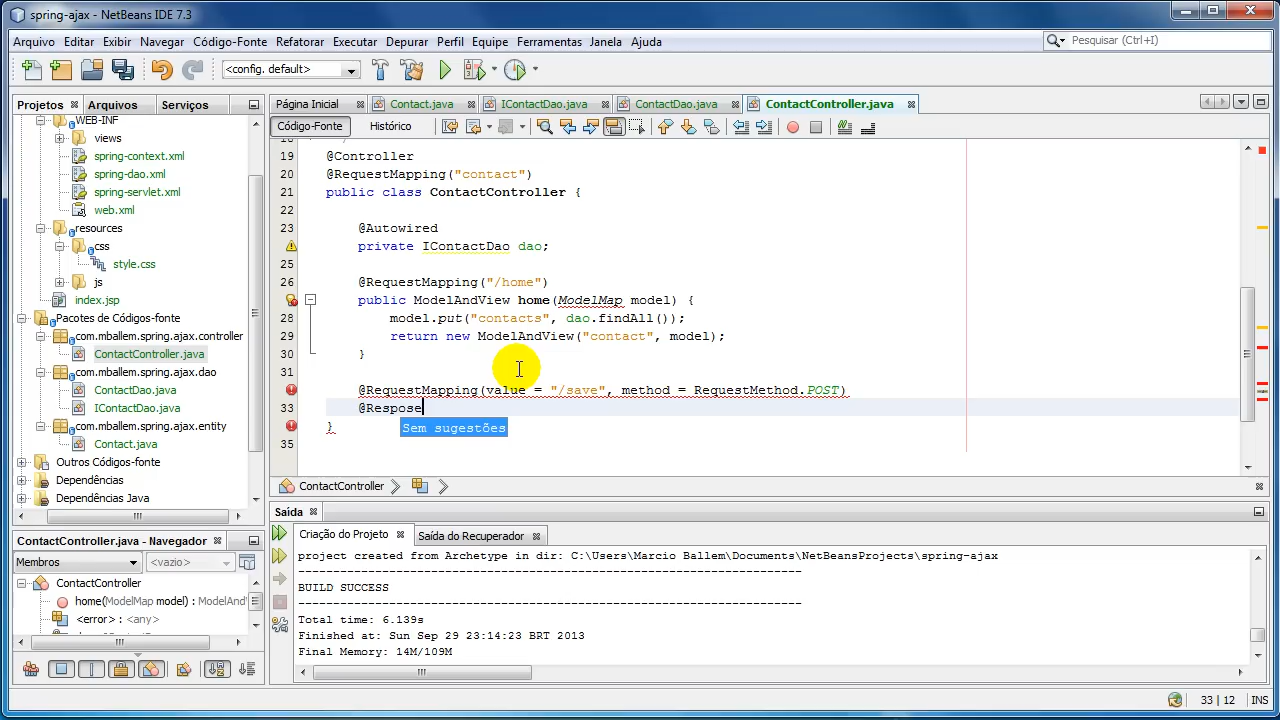 spring-ajax - NetBeans IDE 7.3
Arquivo Editar Exibir Navegar Código-Fonte Refatorar Executar Depurar Perfil Equipe Ferramentas Janela Ajuda
Pesquisar (Ctrl+I)
<config. default>
Projetos Arquivos Serviços
Página Inicial Contact.java IContactDao.java ContactDao.java ContactController.java
Código-Fonte Histórico
WEB-INF
views
spring-context.xml
spring-dao.xml
spring-servlet.xml
web.xml
resources
css
style.css
js
index.jsp
Pacotes de Códigos-fonte
com.mballem.spring.ajax.controller
ContactController.java
com.mballem.spring.ajax.dao
ContactDao.java
IContactDao.java
com.mballem.spring.ajax.entity
Contact.java
Outros Códigos-fonte
Dependências
Dependências Java
19 @Controller
20 @RequestMapping("contact")
21 public class ContactController {
22
23 @Autowired
private IContactDao dao;
25
26 @RequestMapping("/home")
public ModelAndView home(ModelMap model) {
28 model.put("contacts", dao.findAll());
29 return new ModelAndView("contact", model);
30 }
31
@RequestMapping(value = "/save", method = RequestMethod.POST)
33 @Respose
Sem sugestões
}
35
ContactController
ContactController.java - Navegador
Membros <vazio>
ContactController
home(ModelMap model) : ModelAnd
<error> : <any>
Saída
Criação do Projeto Saída do Recuperador
project created from Archetype in dir: C:\Users\Marcio Ballem\Documents\NetBeansProjects\spring-ajax
------------------------------------------------------------------------
BUILD SUCCESS
------------------------------------------------------------------------
Total time: 6.139s
Finished at: Sun Sep 29 23:14:23 BRT 2013
Final Memory: 14M/109M
------------------------------------------------------------------------
33 | 12 INS